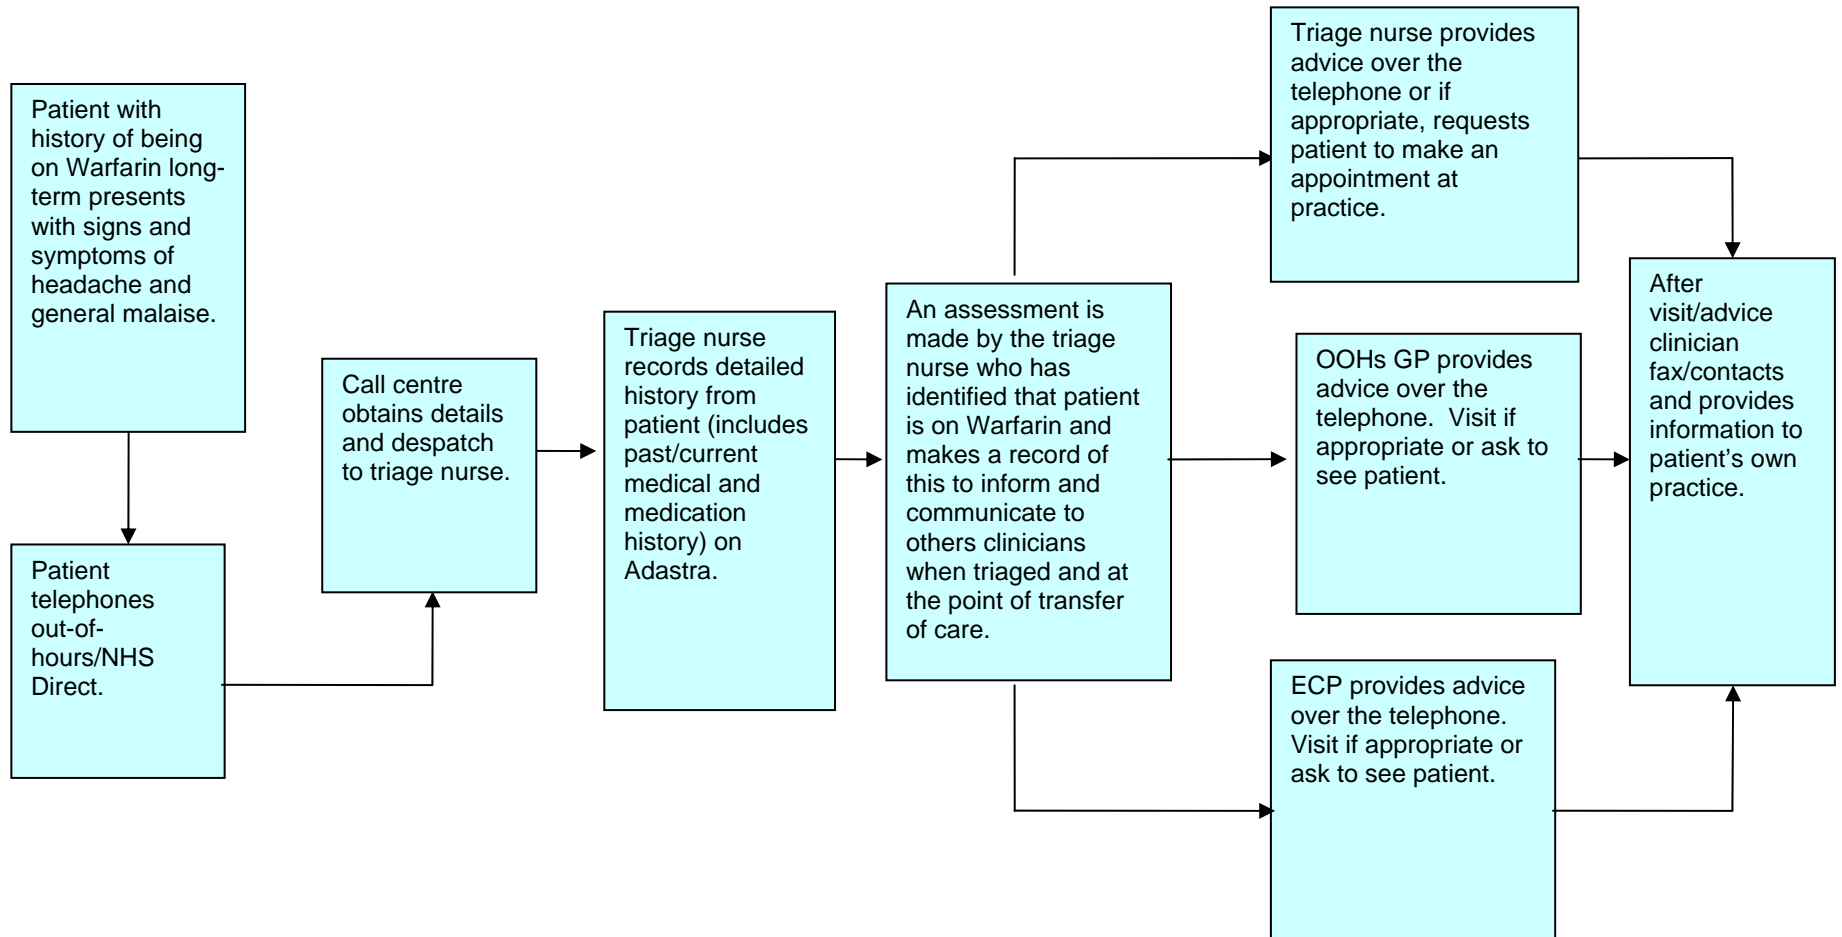 Patient with
history of being
on Warfarin long-
term presents
with signs and
symptoms of
headache and
general malaise.
Patient
telephones
out-of-
hours/NHS
Direct.
Call centre
obtains details
and despatch
to triage nurse.
Triage nurse
records detailed
history from
patient (includes
past/current
medical and
medication
history) on
Adastra.
An assessment is
made by the triage
nurse who has
identified that patient
is on Warfarin and
makes a record of
this to inform and
communicate to
others clinicians
when triaged and at
the point of transfer
of care.
Triage nurse provides
advice over the
telephone or if
appropriate, requests
patient to make an
appointment at
practice.
OOHs GP provides
advice over the
telephone.  Visit if
appropriate or ask to
see patient.
ECP provides advice
over the telephone.
Visit if appropriate or
ask to see patient.
After
visit/advice
clinician
fax/contacts
and provides
information to
patient’s own
practice.